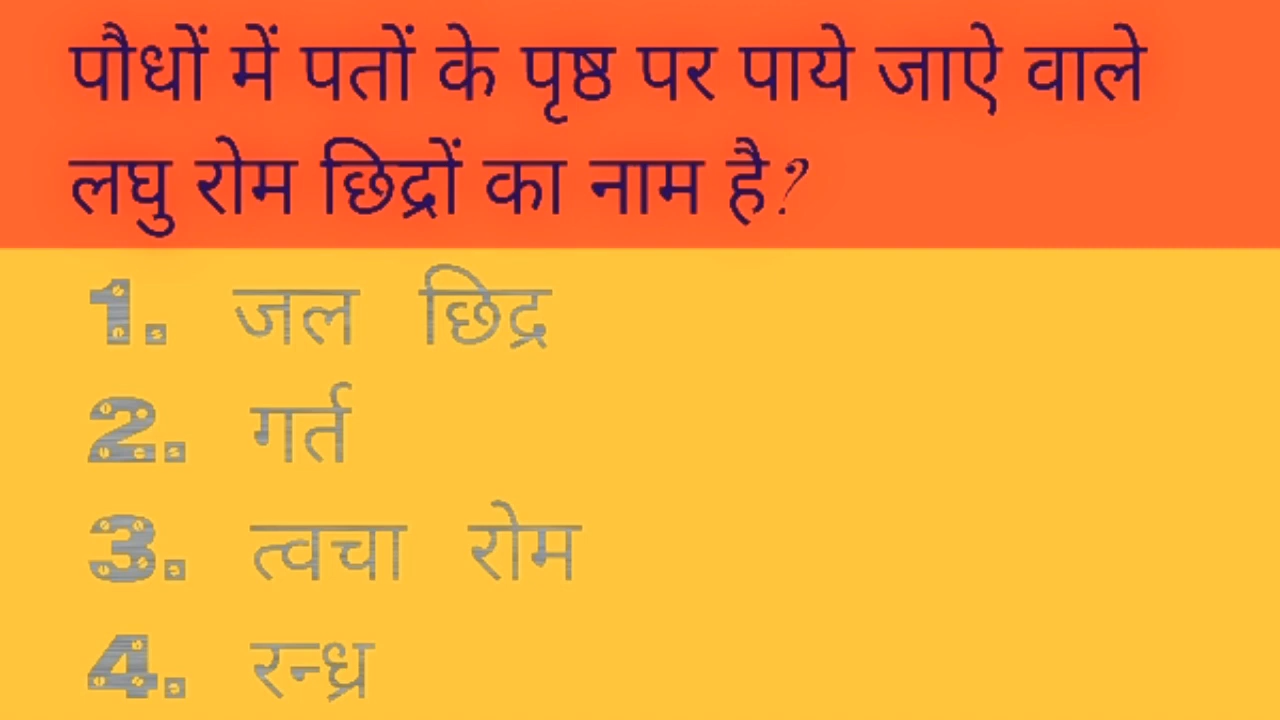 पौधों में पतों के पृष्ठ पर पाये जाऐ वाले
लघु रोम छिद्रों का नाम है?
1. जल छिद्र
2. गर्त
3. त्वचा रोम
4. रन्ध्र